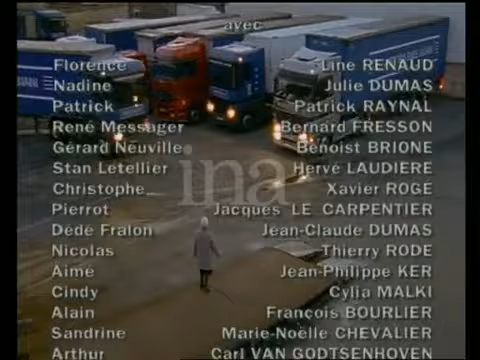 avec
Florence Line RENAUD
Nadine Julie DUMAS
Patrick Patrick RAYNAL
René Messager Bernard FRESSON
Gérard Neuville Benoist BRIONE
Stan Letellier Hervé LAUDIERE
Christophe Xavier ROGE
ina
Pierrot Jacques LE CARPENTIER
Dédé Fralon Jean-Claude DUMAS
Nicolas Thierry RODE
Aimé Jean-Philippe KER
Cindy Cylia MALKI
Alain François BOURLIER
Sandrine Marie-Noëlle CHEVALIER
Arthur Carl VAN GODTSENHOVEN